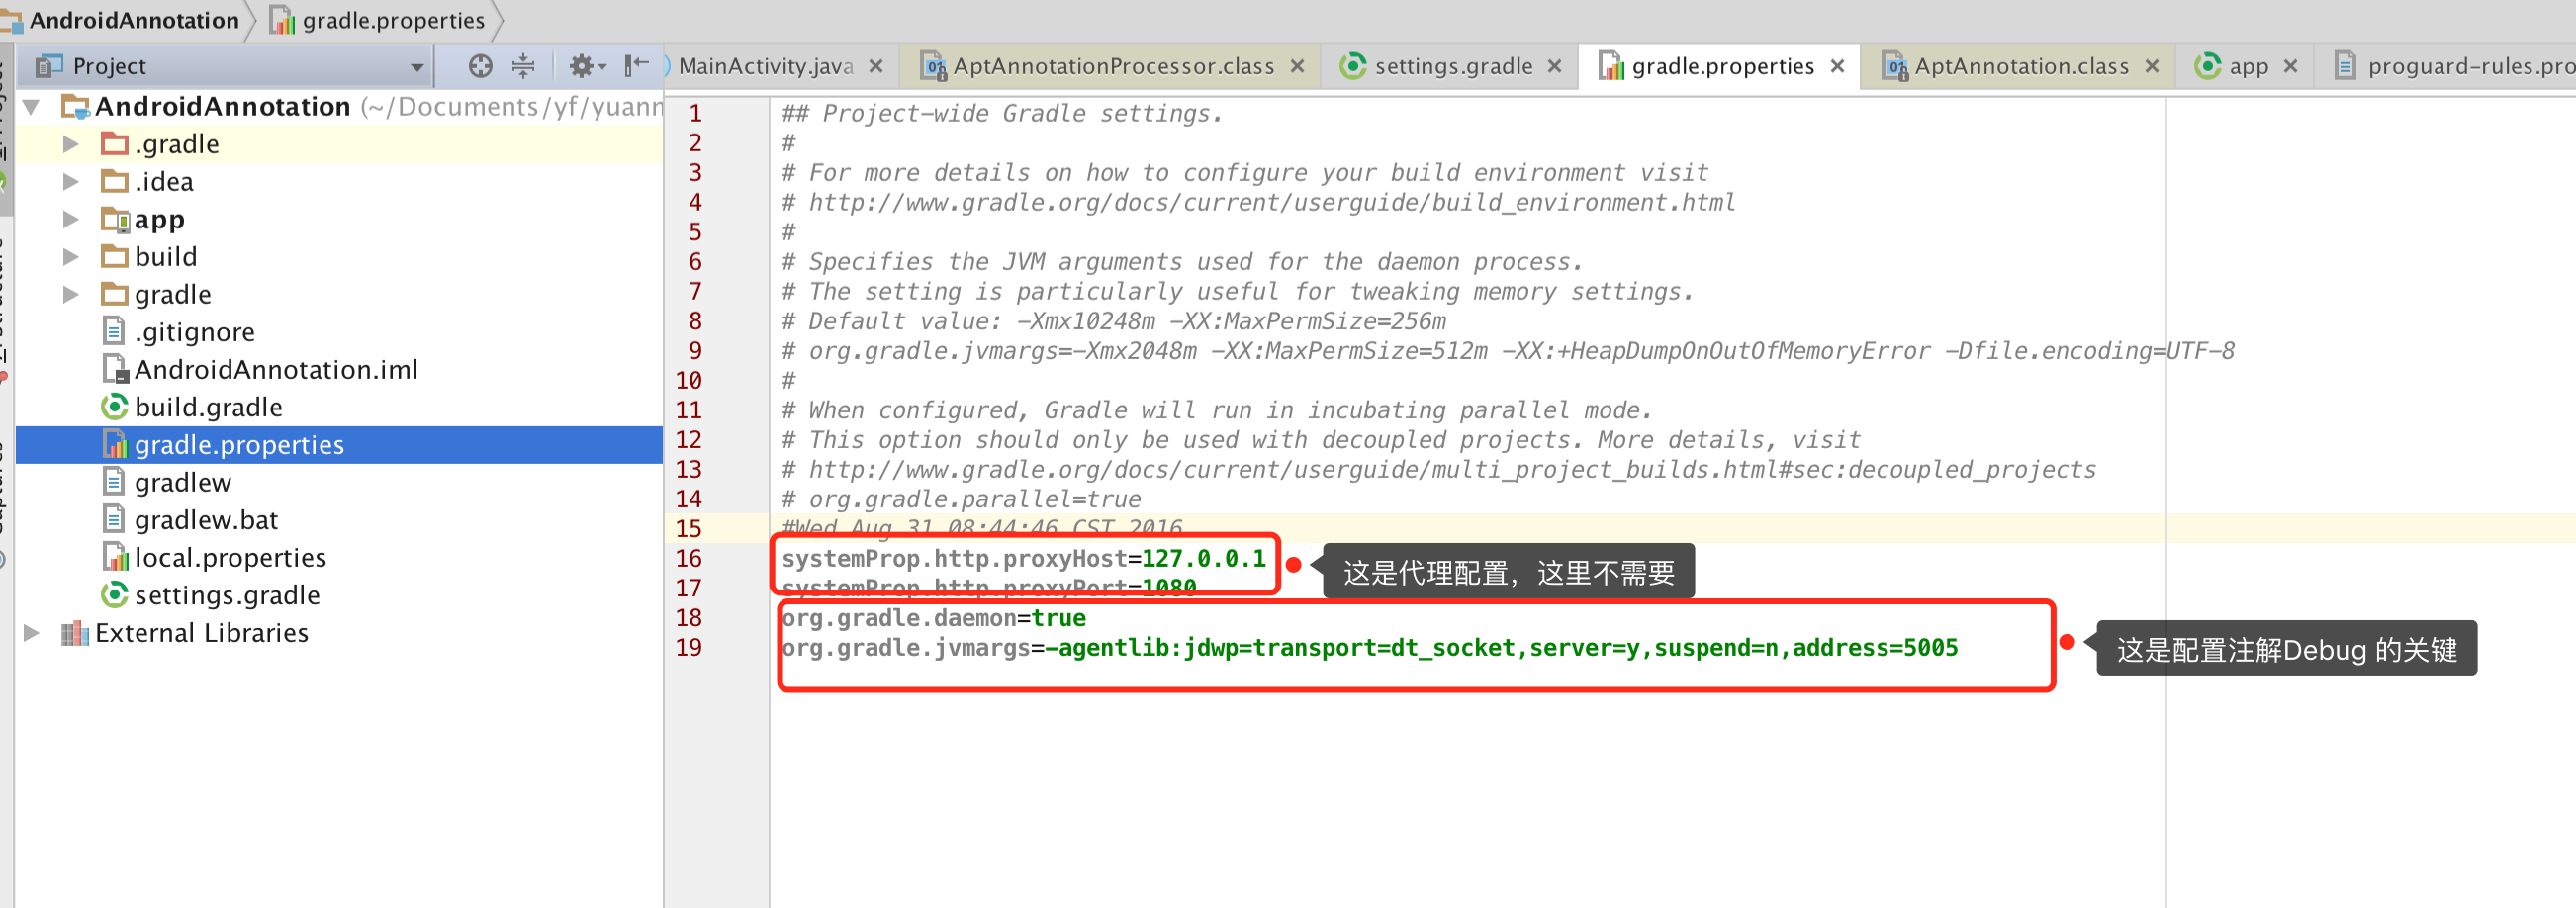 AndroidAnnotation
gradle.properties
Project
MainActivity.java
AptAnnotationProcessor.class
settings.gradle
gradle.properties
AptAnnotation.class
app
proguard-rules.pro
AndroidAnnotation (~/Documents/yf/yuann
.gradle
.idea
app
build
gradle
.gitignore
AndroidAnnotation.iml
build.gradle
gradle.properties
gradlew
gradlew.bat
local.properties
settings.gradle
External Libraries
1 ## Project-wide Gradle settings.
2 #
3 # For more details on how to configure your build environment visit
4 # http://www.gradle.org/docs/current/userguide/build_environment.html
5 #
6 # Specifies the JVM arguments used for the daemon process.
7 # The setting is particularly useful for tweaking memory settings.
8 # Default value: -Xmx10248m -XX:MaxPermSize=256m
9 # org.gradle.jvmargs=-Xmx2048m -XX:MaxPermSize=512m -XX:+HeapDumpOnOutOfMemoryError -Dfile.encoding=UTF-8
10 #
11 # When configured, Gradle will run in incubating parallel mode.
12 # This option should only be used with decoupled projects. More details, visit
13 # http://www.gradle.org/docs/current/userguide/multi_project_builds.html#sec:decoupled_projects
14 # org.gradle.parallel=true
15 #Wed Aug 31 08:44:46 CST 2016
16 systemProp.http.proxyHost=127.0.0.1
这是代理配置，这里不需要
17 systemProp.http.proxyPort=1080
18 org.gradle.daemon=true
19 org.gradle.jvmargs=-agentlib:jdwp=transport=dt_socket,server=y,suspend=n,address=5005
这是配置注解Debug 的关键